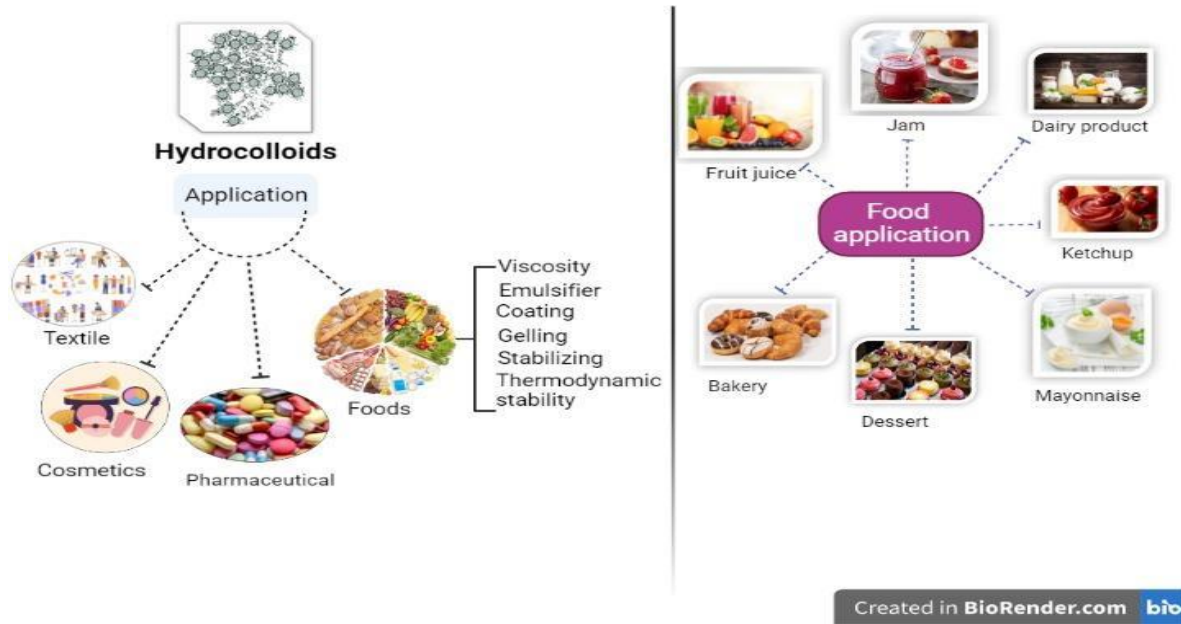 Hydrocolloids
Application
Textile
Cosmetics
Pharmaceutical
Foods
Viscosity
Emulsifier
Coating
Gelling
Stabilizing
Thermodynamic
stability
Jam
Dairy product
Fruit juice
Food
application
Ketchup
Bakery
Dessert
Mayonnaise
Created in BioRender.com bio